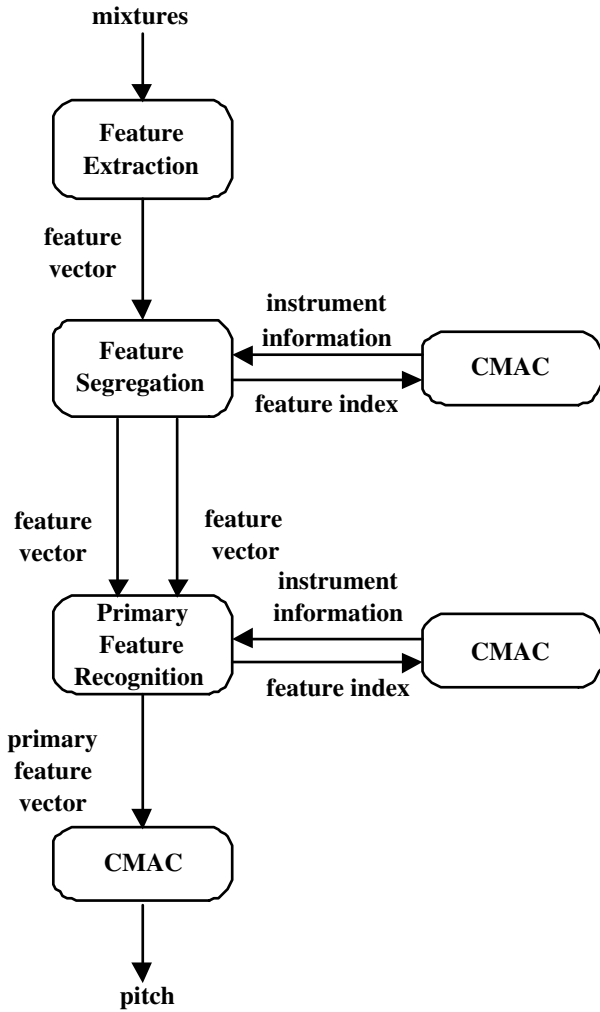 mixtures
Feature
Extraction
feature
vector
instrument
information
Feature
Segregation
CMAC
feature index
feature
vector
feature
vector
instrument
information
Primary
Feature
Recognition
CMAC
feature index
primary
feature
vector
CMAC
pitch